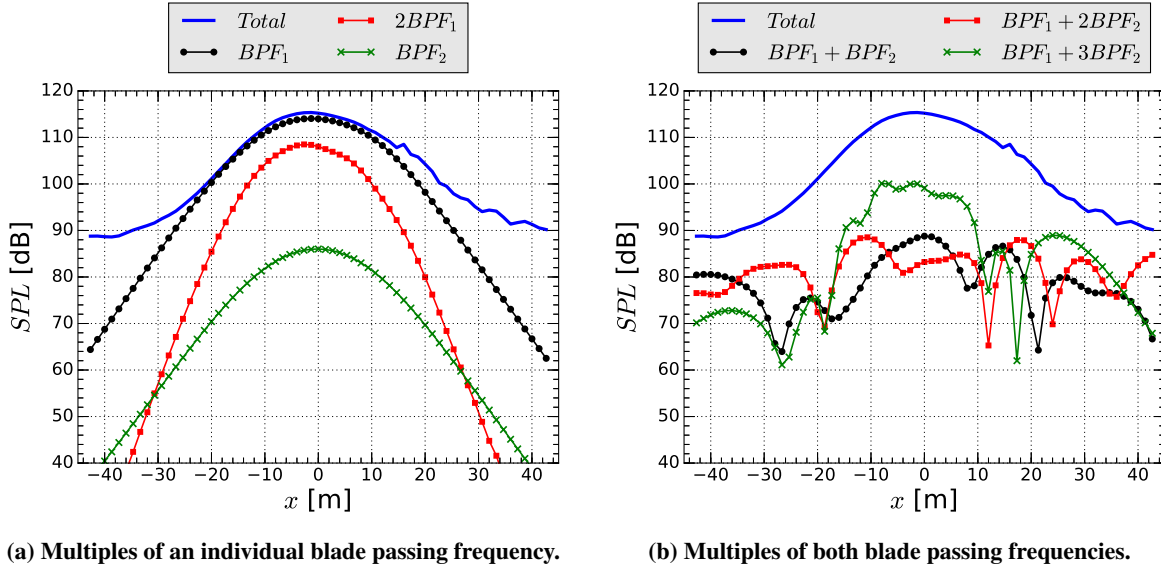 Total
2BPF₁
BPF₁
BPF₂
120
110
100
90
80
70
60
50
40
SPL [dB]
−40 −30 −20 −10 0 10 20 30 40
x [m]
(a) Multiples of an individual blade passing frequency.
Total
BPF₁ + 2BPF₂
BPF₁ + BPF₂
BPF₁ + 3BPF₂
120
110
100
90
80
70
60
50
40
SPL [dB]
−40 −30 −20 −10 0 10 20 30 40
x [m]
(b) Multiples of both blade passing frequencies.